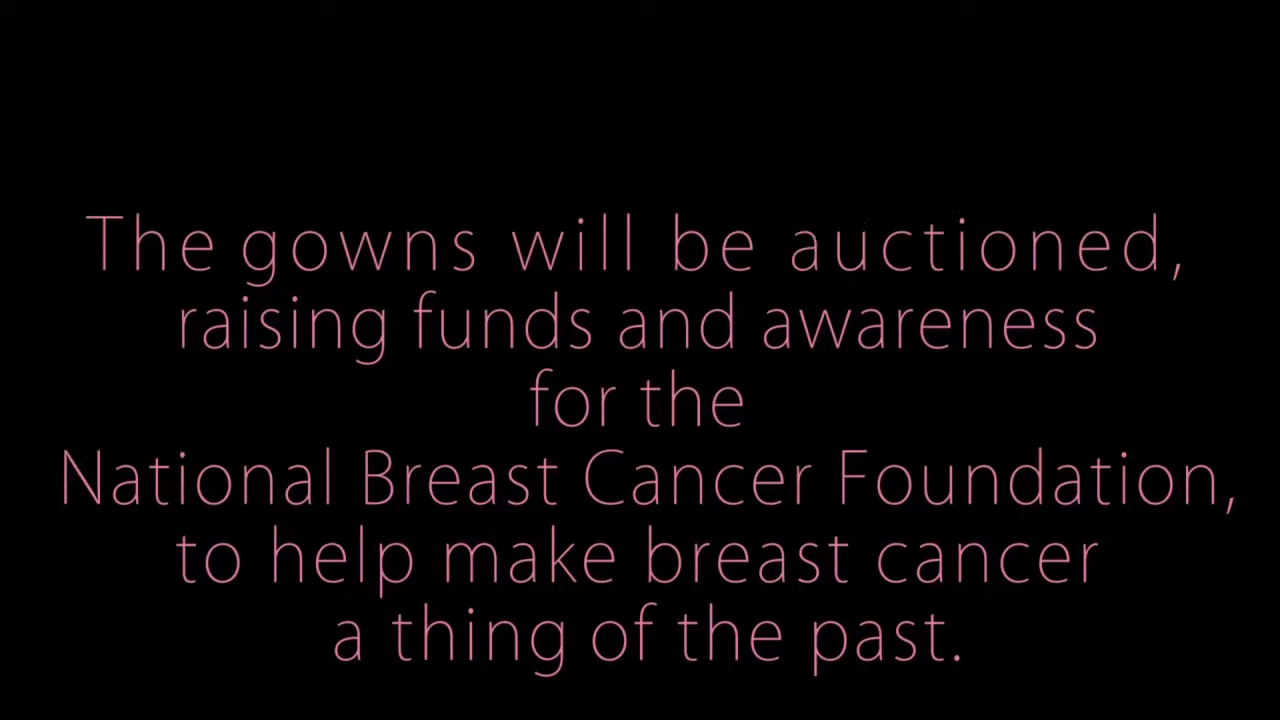 The gowns will be auctioned,
raising funds and awareness
for the
National Breast Cancer Foundation,
to help make breast cancer
a thing of the past.